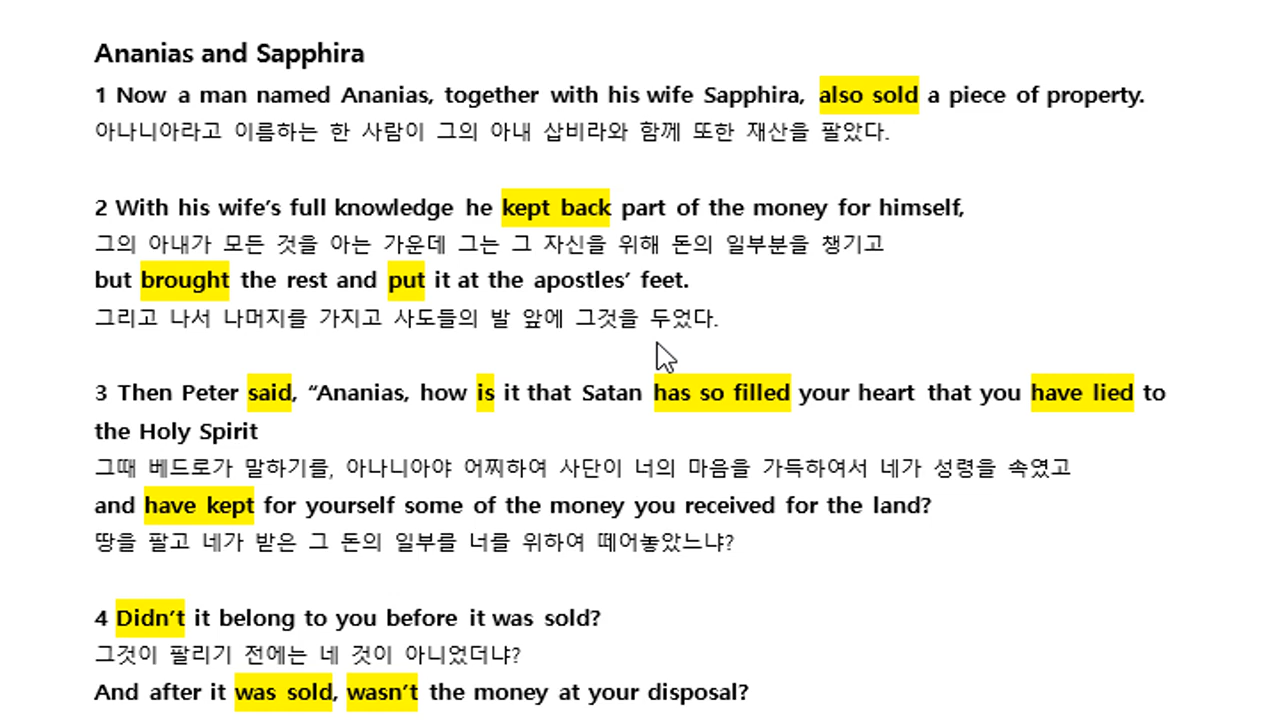 Ananias and Sapphira
1 Now a man named Ananias, together with his wife Sapphira, also sold a piece of property.
아나니아라고 이름하는 한 사람이 그의 아내 삽비라와 함께 또한 재산을 팔았다.
2 With his wife’s full knowledge he kept back part of the money for himself,
그의 아내가 모든 것을 아는 가운데 그는 그 자신을 위해 돈의 일부분을 챙기고
but brought the rest and put it at the apostles’ feet.
그리고 나서 나머지를 가지고 사도들의 발 앞에 그것을 두었다.
3 Then Peter said, “Ananias, how is it that Satan has so filled your heart that you have lied to
the Holy Spirit
그때 베드로가 말하기를, 아나니아야 어찌하여 사단이 너의 마음을 가득하여서 네가 성령을 속였고
and have kept for yourself some of the money you received for the land?
땅을 팔고 네가 받은 그 돈의 일부를 너를 위하여 떼어놓았느냐?
4 Didn’t it belong to you before it was sold?
그것이 팔리기 전에는 네 것이 아니었더냐?
And after it was sold, wasn’t the money at your disposal?